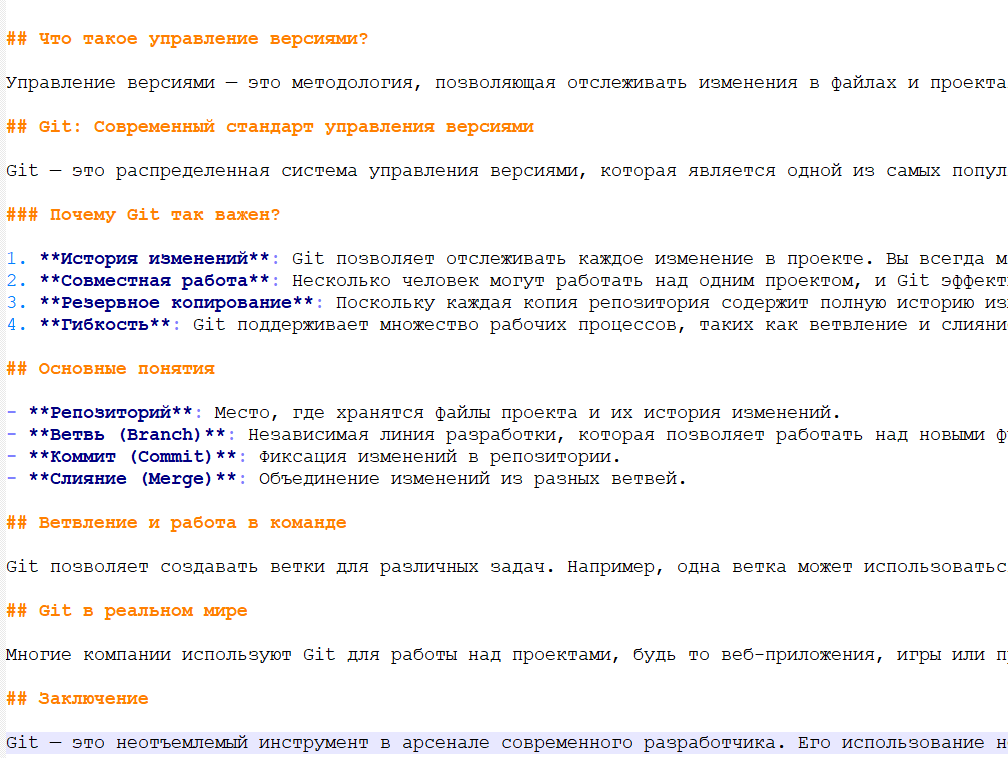 ## Что такое управление версиями?
Управление версиями — это методология, позволяющая отслеживать изменения в файлах и проекта
## Git: Современный стандарт управления версиями
Git — это распределенная система управления версиями, которая является одной из самых попул
### Почему Git так важен?
1. **История изменений**: Git позволяет отслеживать каждое изменение в проекте. Вы всегда м
2. **Совместная работа**: Несколько человек могут работать над одним проектом, и Git эффект
3. **Резервное копирование**: Поскольку каждая копия репозитория содержит полную историю из
4. **Гибкость**: Git поддерживает множество рабочих процессов, таких как ветвление и слияни
## Основные понятия
- **Репозиторий**: Место, где хранятся файлы проекта и их история изменений.
- **Ветвь (Branch)**: Независимая линия разработки, которая позволяет работать над новыми ф
- **Коммит (Commit)**: Фиксация изменений в репозитории.
- **Слияние (Merge)**: Объединение изменений из разных ветвей.
## Ветвление и работа в команде
Git позволяет создавать ветки для различных задач. Например, одна ветка может использоватьс
## Git в реальном мире
Многие компании используют Git для работы над проектами, будь то веб-приложения, игры или п
## Заключение
Git — это неотъемлемый инструмент в арсенале современного разработчика. Его использование н